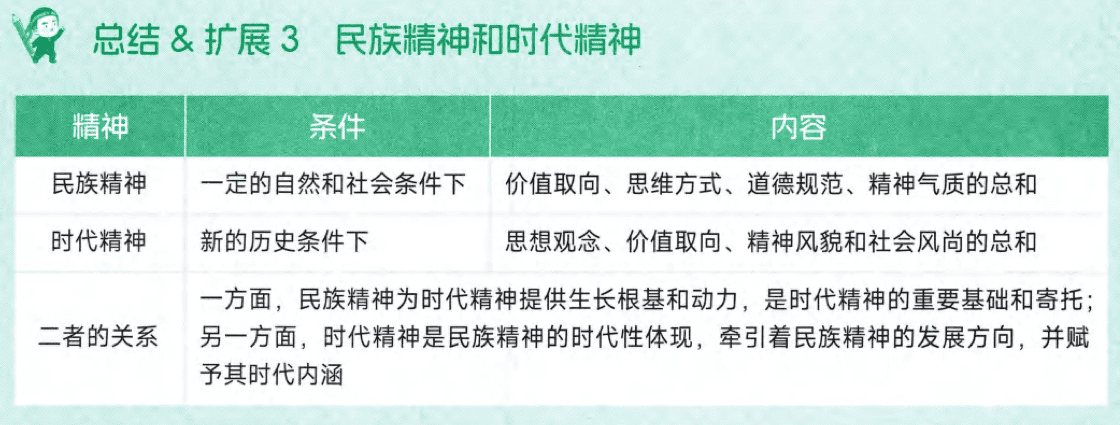 总结 & 扩展 3 民族精神和时代精神
精神 条件 内容
民族精神 一定的自然和社会条件下 价值取向、思维方式、道德规范、精神气质的总和
时代精神 新的历史条件下 思想观念、价值取向、精神风貌和社会风尚的总和
二者的关系
一方面，民族精神为时代精神提供生长根基和动力，是时代精神的重要基础和寄托；
另一方面，时代精神是民族精神的时代性体现，牵引着民族精神的发展方向，并赋
予其时代内涵